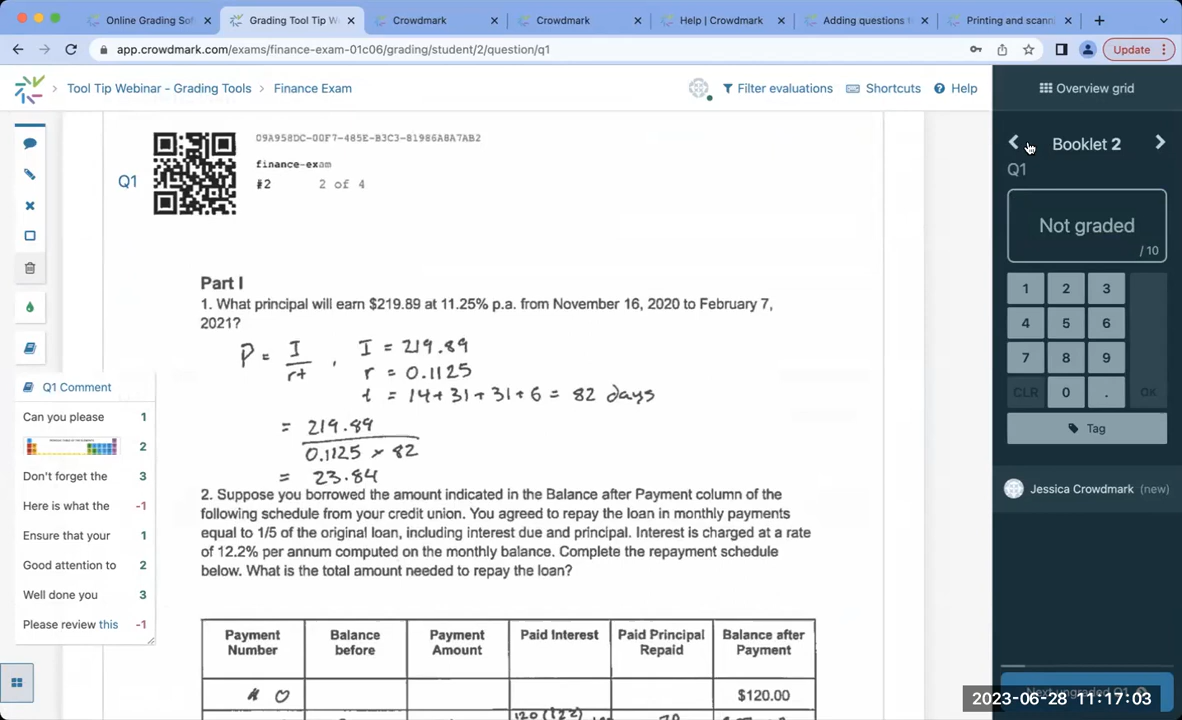 Online Grading Sof
Grading Tool Tip W
Crowdmark
Crowdmark
Help | Crowdmark
Adding questions t
Printing and scann
app.crowdmark.com/exams/finance-exam-01c06/grading/student/2/question/q1
Update
Tool Tip Webinar - Grading Tools > Finance Exam
Filter evaluations
Shortcuts
Help
Overview grid
Booklet 2
Q1
Not graded
/ 10
1 2 3
4 5 6
7 8 9
CLR 0 . OK
Tag
Jessica Crowdmark (new)
Q1
09A958DC-00F7-485E-B3C3-81986A8A7AB2
finance-exam
#2 2 of 4
Part I
1. What principal will earn $219.89 at 11.25% p.a. from November 16, 2020 to February 7,
2021?
P = I / rt , I = 219.89
r = 0.1125
t = 14+31+31+6 = 82 days
= 219.89
0.1125 × 82
= 23.84
2. Suppose you borrowed the amount indicated in the Balance after Payment column of the
following schedule from your credit union. You agreed to repay the loan in monthly payments
equal to 1/5 of the original loan, including interest due and principal. Interest is charged at a rate
of 12.2% per annum computed on the monthly balance. Complete the repayment schedule
below. What is the total amount needed to repay the loan?
Payment Number
Balance before
Payment Amount
Paid Interest
Paid Principal Repaid
Balance after Payment
0
$120.00
Q1 Comment
Can you please 1
2
Don't forget the 3
Here is what the -1
Ensure that your 1
Good attention to 2
Well done you 3
Please review this -1
2023-06-28 11:17:03